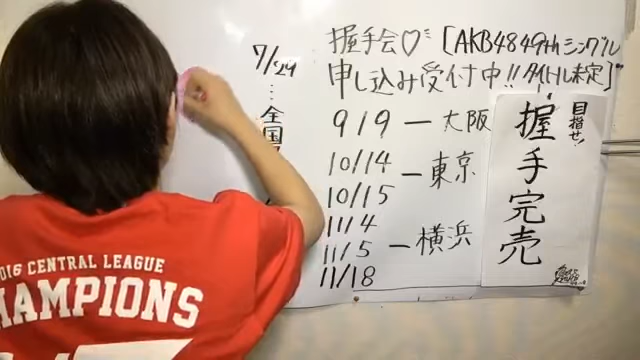 握手会♡ [AKB48 49thシングル
申し込み受付中!! タイトル未定]
7/29
…
全
国
9/9 ー 大阪
10/14
10/15
ー 東京
11/4
11/5
11/18
ー 横浜
目指せ!
握手完売
2016 CENTRAL LEAGUE
CHAMPIONS